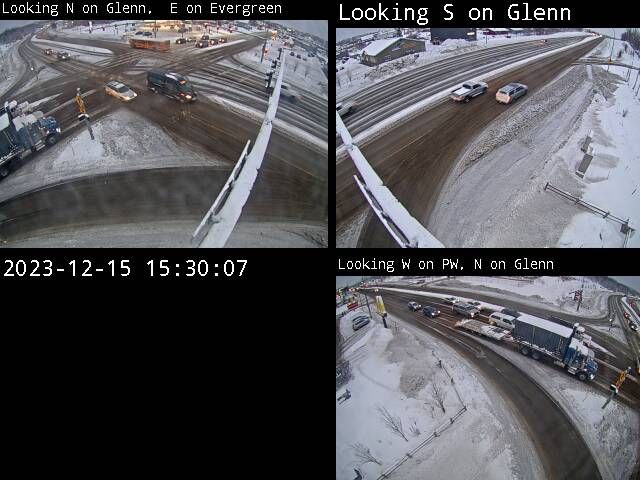 Looking N on Glenn, E on Evergreen
Looking S on Glenn
2023-12-15 15:30:07
Looking W on PW, N on Glenn